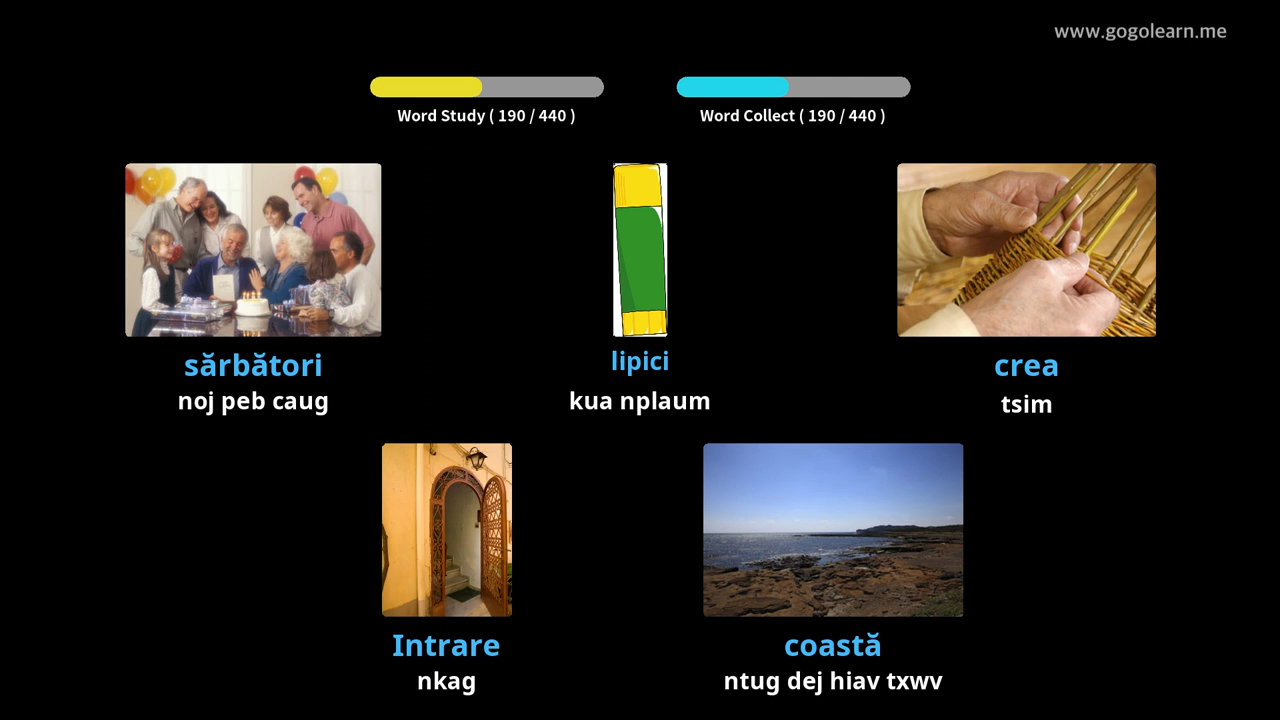 www.gogolearn.me
Word Study ( 190 / 440 )
Word Collect ( 190 / 440 )
sărbători
noj peb caug
lipici
kua nplaum
crea
tsim
Intrare
nkag
coastă
ntug dej hiav txwv